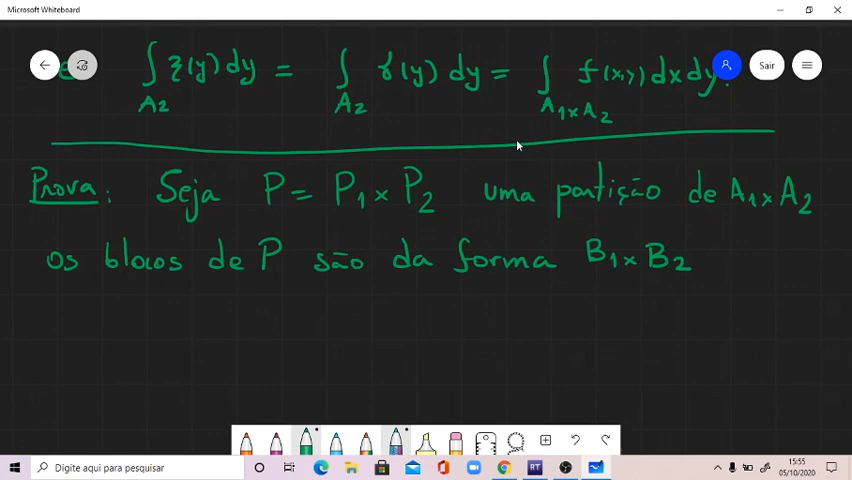 Microsoft Whiteboard
e ∫_{A2} ξ(y) dy = ∫_{A2} γ(y) dy = ∫_{A1×A2} f(x,y) dx dy.
Sair
Prova: Seja P = P1 × P2 uma partição de A1×A2
os blocos de P são da forma B1×B2
Digite aqui para pesquisar
RT
15:55
05/10/2020